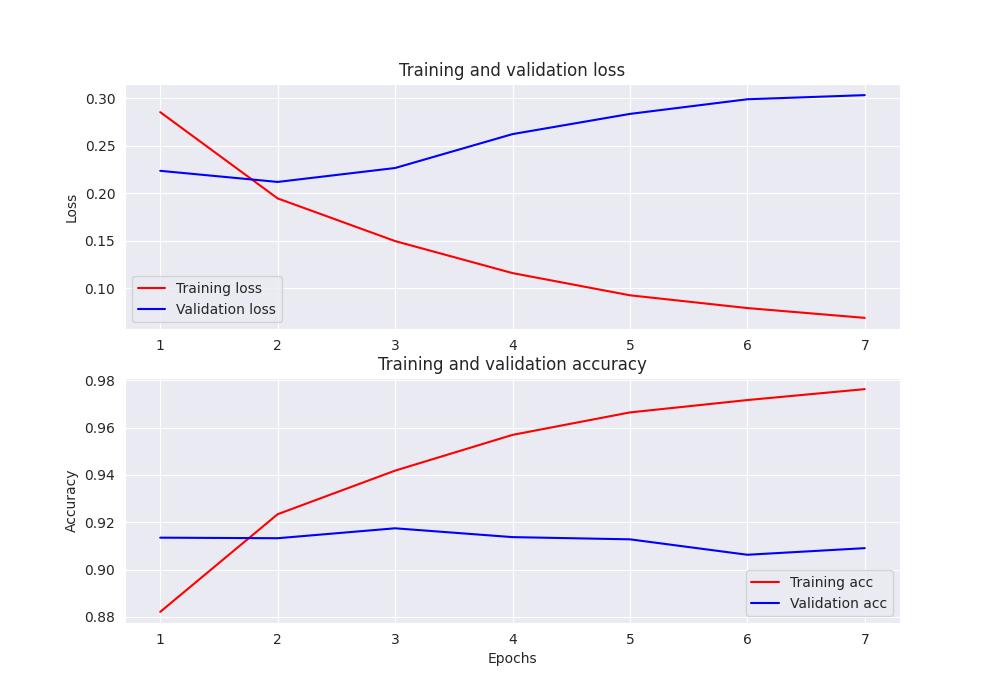 Training and validation loss
0.30
0.25
0.20
0.15
0.10
Loss
Training loss
Validation loss
1 2 3 4 5 6 7
Training and validation accuracy
0.98
0.96
0.94
0.92
0.90
0.88
Accuracy
Training acc
Validation acc
1 2 3 4 5 6 7
Epochs